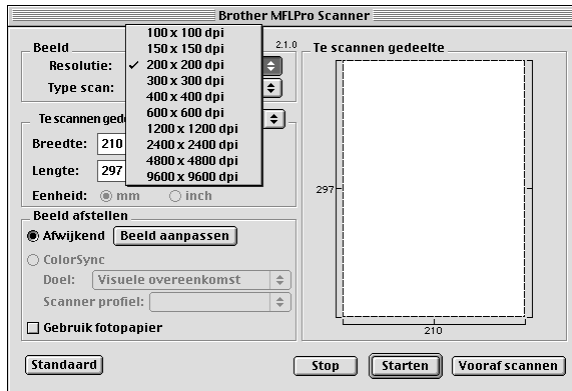 Brother MFLPro Scanner
Beeld
2.1.0
Resolutie:
100 x 100 dpi
150 x 150 dpi
✓ 200 x 200 dpi
300 x 300 dpi
400 x 400 dpi
600 x 600 dpi
1200 x 1200 dpi
2400 x 2400 dpi
4800 x 4800 dpi
9600 x 9600 dpi
Type scan:
Te scannen
Breedte: 210
Lengte: 297
Eenheid: mm inch
Beeld afstellen
Afwijkend Beeld aanpassen
ColorSync
Doel: Visuele overeenkomst
Scanner profiel:
Gebruik fotopapier
Te scannen gedeelte
297
210
Standaard Stop Starten Vooraf scannen